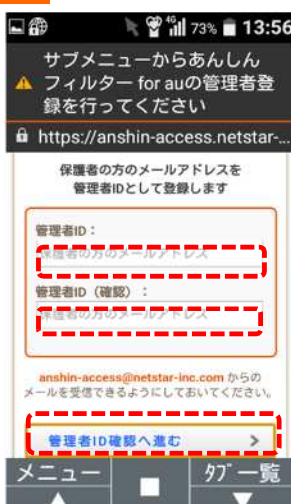 4G 73% 13:56
サブメニューからあんしん
フィルター for auの管理者登
録を行ってください
https://anshin-access.netstar-...
保護者の方のメールアドレスを
管理者IDとして登録します
管理者ID：
保護者の方のメールアドレス
管理者ID（確認）：
保護者の方のメールアドレス
anshin-access@netstar-inc.com からの
メールを受信できるようにしておいてください。
管理者ID確認へ進む >
メニュー タブ一覧